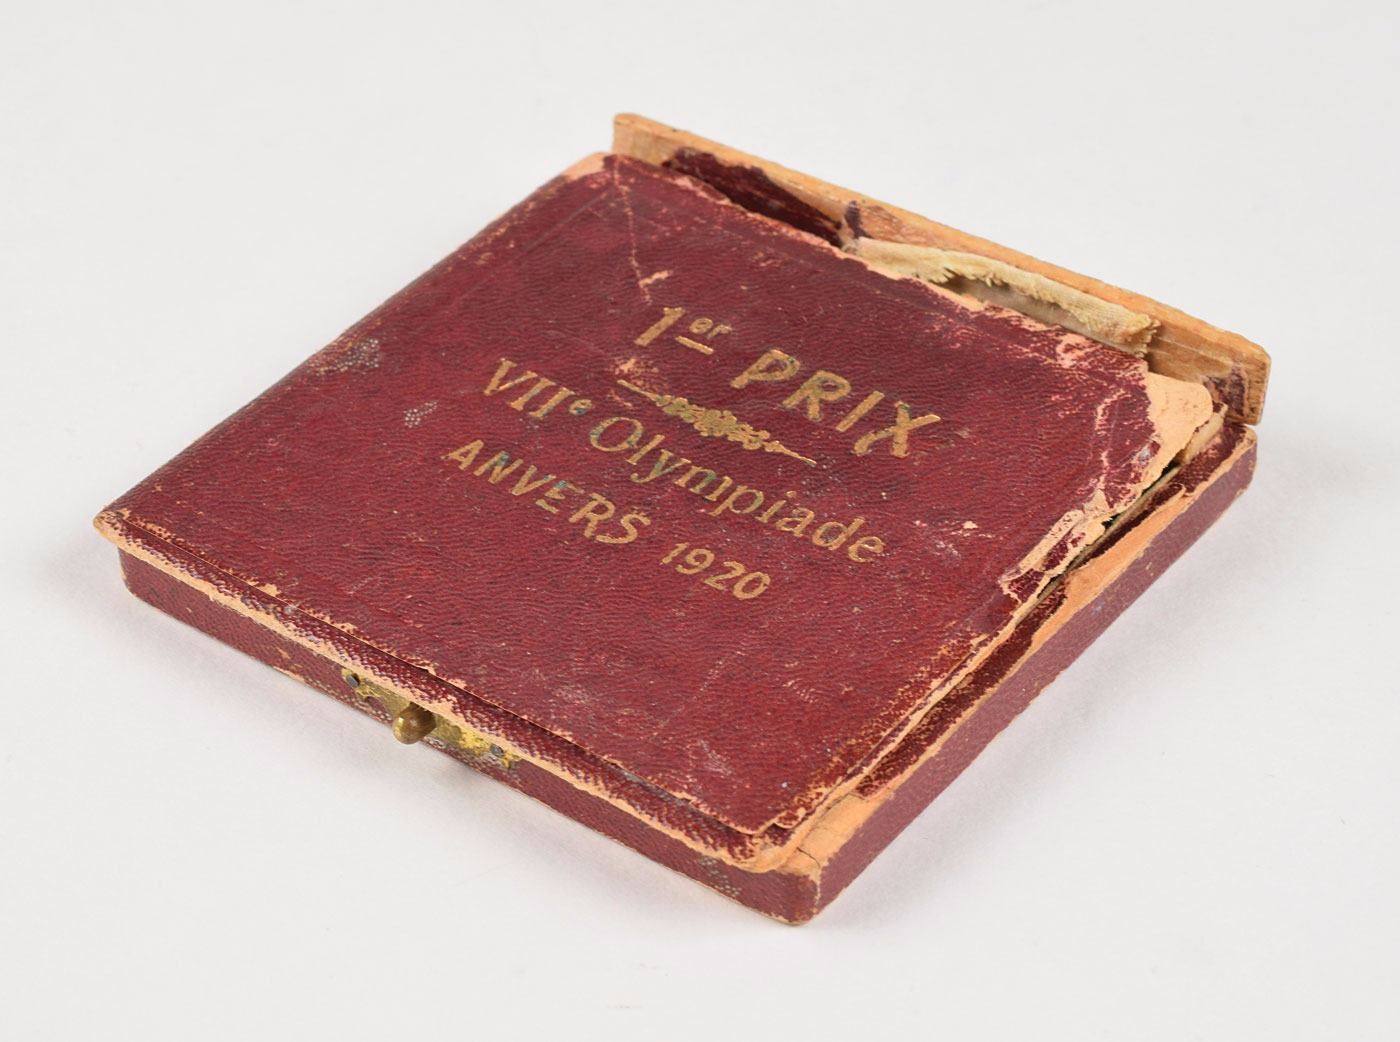 1er PRIX
VIIe Olympiade
ANVERS 1920